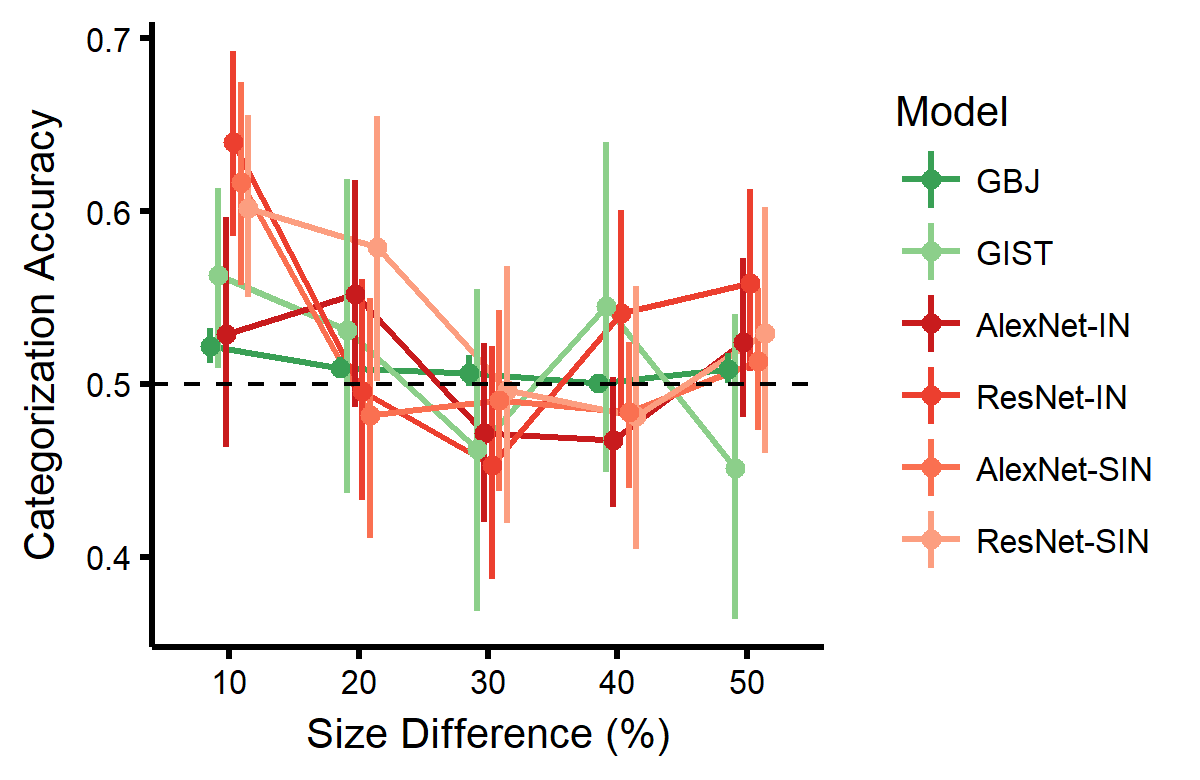 0.7
0.6
0.5
0.4
Categorization Accuracy
10 20 30 40 50
Size Difference (%)
Model
GBJ
GIST
AlexNet-IN
ResNet-IN
AlexNet-SIN
ResNet-SIN